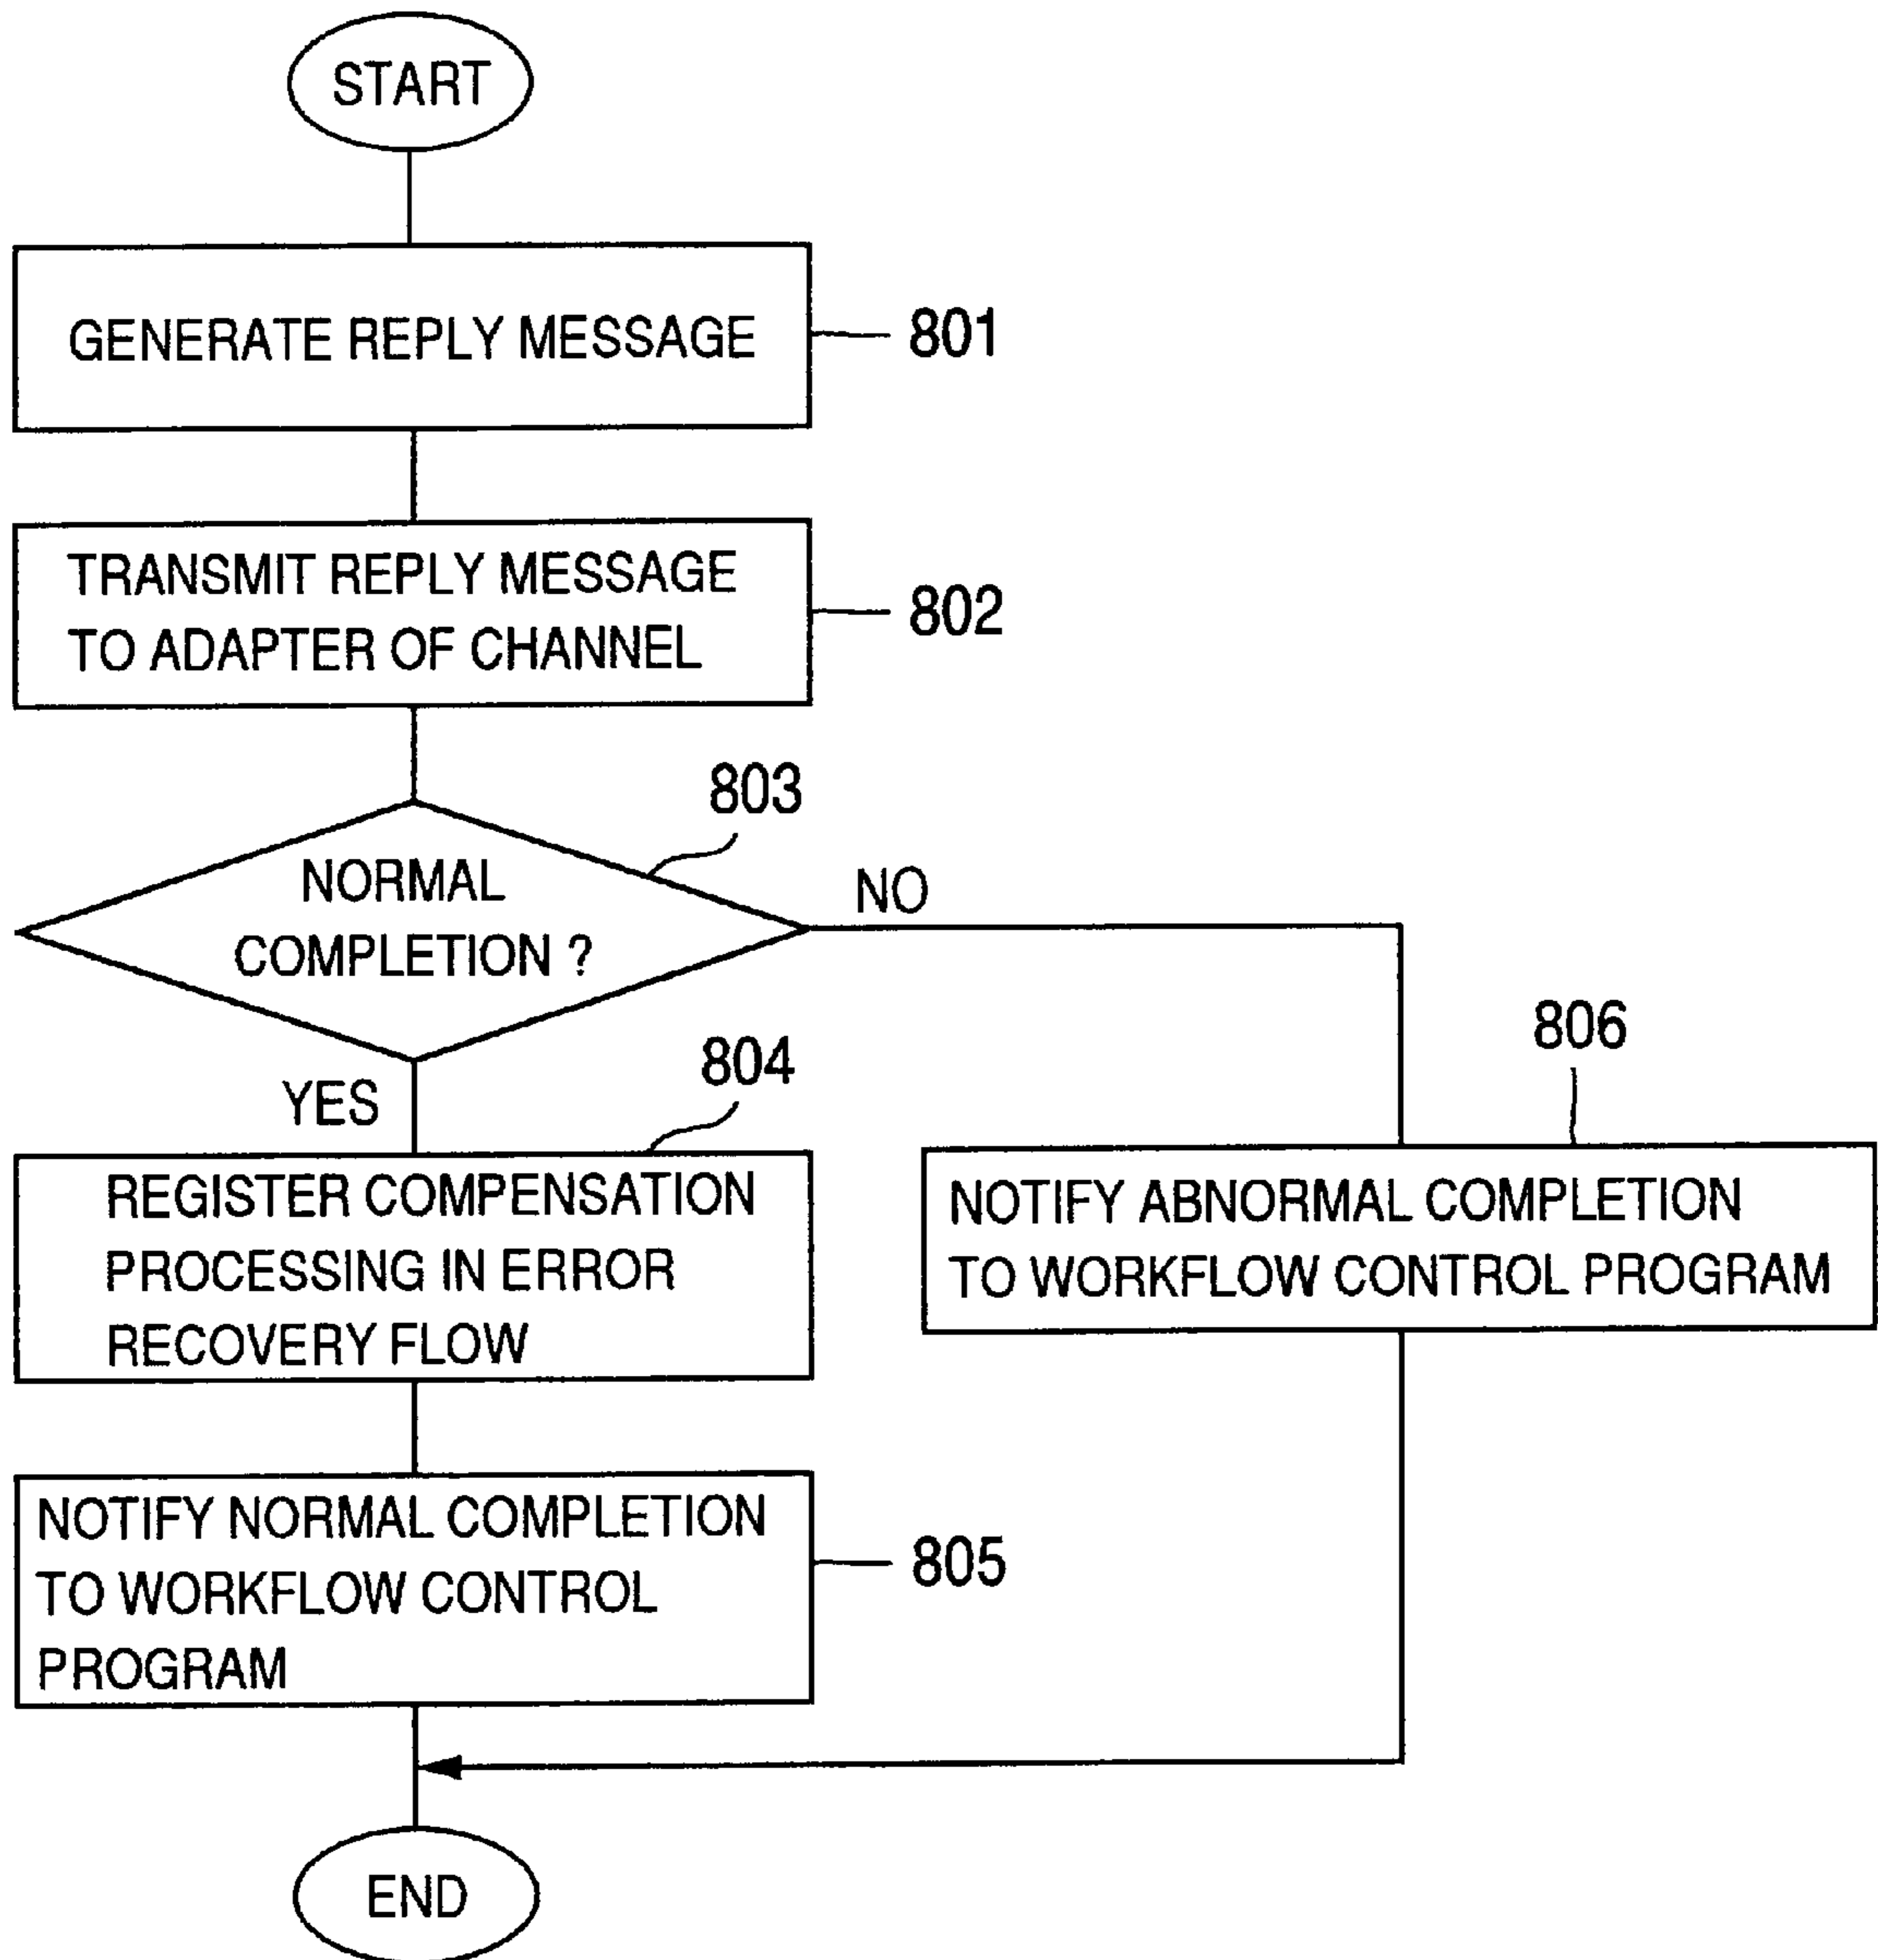 START
GENERATE REPLY MESSAGE
801
TRANSMIT REPLY MESSAGE
TO ADAPTER OF CHANNEL
802
803
NORMAL
COMPLETION ?
NO
YES
804
REGISTER COMPENSATION
PROCESSING IN ERROR
RECOVERY FLOW
806
NOTIFY ABNORMAL COMPLETION
TO WORKFLOW CONTROL PROGRAM
NOTIFY NORMAL COMPLETION
TO WORKFLOW CONTROL
PROGRAM
805
END